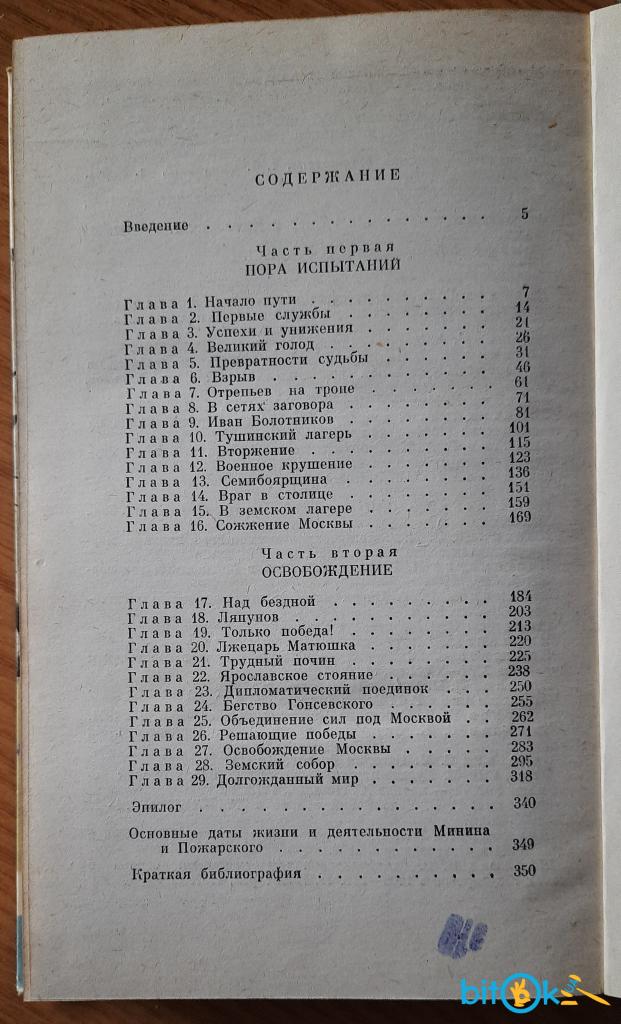 СОДЕРЖАНИЕ
Введение . . . . . . . . . . . . . . . 5
Часть первая
ПОРА ИСПЫТАНИЙ
Глава 1. Начало пути . . . . . . . . . . 7
Глава 2. Первые службы . . . . . . . . 14
Глава 3. Успехи и унижения . . . . . . . 21
Глава 4. Великий голод . . . . . . . . 26
Глава 5. Превратности судьбы . . . . . . 31
Глава 6. Взрыв . . . . . . . . . . . . 46
Глава 7. Отрепьев на троне . . . . . . . 61
Глава 8. В сетях заговора . . . . . . . 71
Глава 9. Иван Болотников . . . . . . . . 81
Глава 10. Тушинский лагерь . . . . . . . 101
Глава 11. Вторжение . . . . . . . . . 115
Глава 12. Военное крушение . . . . . . . 123
Глава 13. Семибоярщина . . . . . . . . 136
Глава 14. Враг в столице . . . . . . . . 151
Глава 15. В земском лагере . . . . . . . 159
Глава 16. Сожжение Москвы . . . . . . . 169
Часть вторая
ОСВОБОЖДЕНИЕ
Глава 17. Над бездной . . . . . . . . . 184
Глава 18. Ляпунов . . . . . . . . . . 203
Глава 19. Только победа! . . . . . . . . 213
Глава 20. Лжецарь Матюшка . . . . . . . 220
Глава 21. Трудный почин . . . . . . . . 225
Глава 22. Ярославское стояние . . . . . . 238
Глава 23. Дипломатический поединок . . . 250
Глава 24. Бегство Гонсевского . . . . . . 255
Глава 25. Объединение сил под Москвой . . 262
Глава 26. Решающие победы . . . . . . . 271
Глава 27. Освобождение Москвы . . . . . 283
Глава 28. Земский собор . . . . . . . . 295
Глава 29. Долгожданный мир . . . . . . . 318
Эпилог . . . . . . . . . . . . . . . 340
Основные даты жизни и деятельности Минина
и Пожарского . . . . . . . . . . . . 349
Краткая библиография . . . . . . . . . . 350
bitok